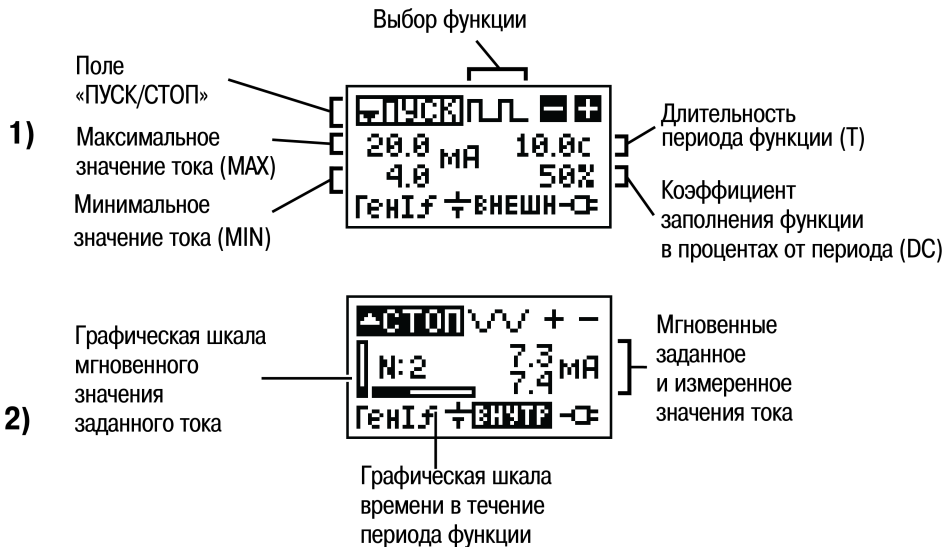 Выбор функции
Поле
«ПУСК/СТОП»
1)
Максимальное
значение тока (MAX)
Минимальное
значение тока (MIN)
ПУСК
20.0 мА 10.0с
4.0 50%
ГенIf ВНЕШН
Длительность
периода функции (T)
Коэффициент
заполнения функции
в процентах от периода (DC)
2)
Графическая шкала
мгновенного
значения
заданного тока
СТОП + -
N:2 7.3 мА
7.4
ГенIf ВНУТР
Мгновенные
заданное
и измеренное
значения тока
Графическая шкала
времени в течение
периода функции